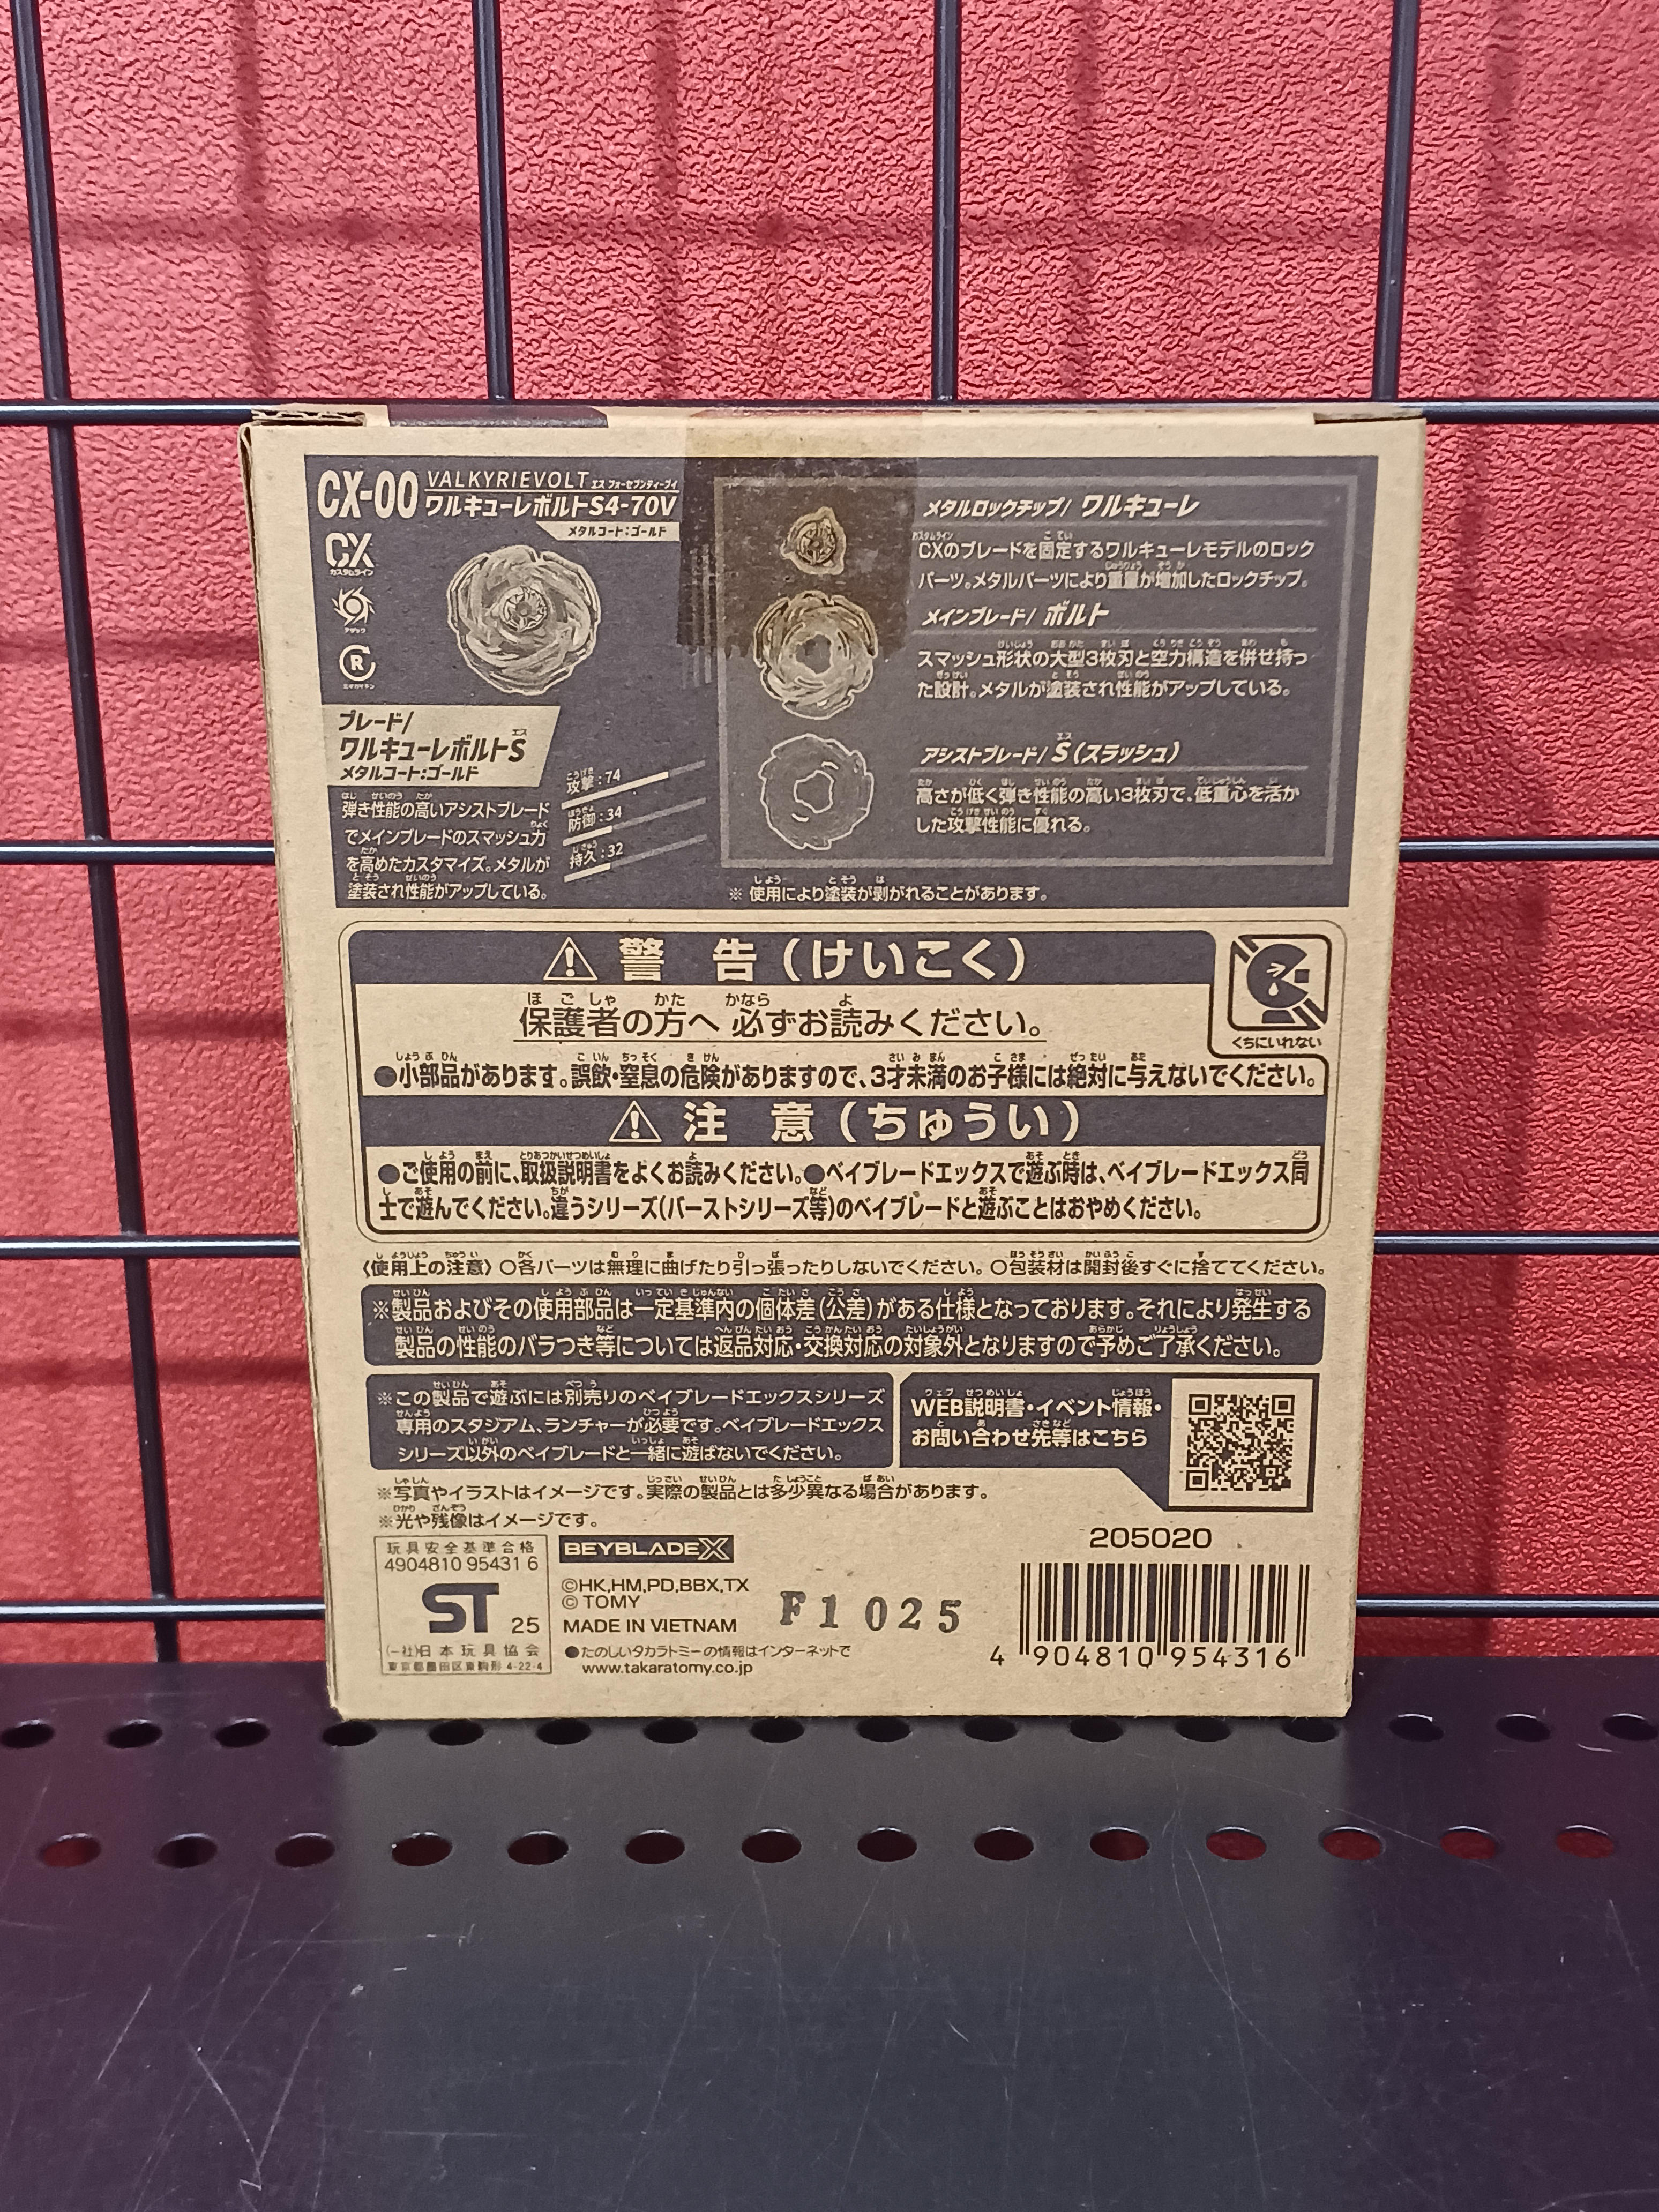 CX-00
VALKYRIEVOLT エス フォーセブンティーブイ
ワルキューレボルトS4-70V
メタルコート:ゴールド
CX
カスタムライン
アタック
R
ミギカイテン
ブレード/
ワルキューレボルトS
エス
メタルコート:ゴールド
弾き性能の高いアシストブレード
でメインブレードのスマッシュ力
を高めたカスタマイズ。メタルが
塗装され性能がアップしている。
攻撃:74
防御:34
持久:32
メタルロックチップ/ ワルキューレ
CXのブレードを固定するワルキューレモデルのロック
パーツ。メタルパーツにより重量が増加したロックチップ。
メインブレード/ ボルト
スマッシュ形状の大型3枚刃と空力構造を併せ持っ
た設計。メタルが塗装され性能がアップしている。
アシストブレード/ S(スラッシュ)
高さが低く弾き性能の高い3枚刃で、低重心を活か
した攻撃性能に優れる。
※ 使用により塗装が剥がれることがあります。
⚠ 警 告(けいこく)
保護者の方へ 必ずお読みください。
くちにいれない
●小部品があります。誤飲・窒息の危険がありますので、3才未満のお子様には絶対に与えないでください。
⚠ 注 意(ちゅうい)
●ご使用の前に、取扱説明書をよくお読みください。●ベイブレードエックスで遊ぶ時は、ベイブレードエックス同
士で遊んでください。違うシリーズ(バーストシリーズ等)のベイブレードと遊ぶことはおやめください。
〈使用上の注意〉 ○各パーツは無理に曲げたり引っ張ったりしないでください。 ○包装材は開封後すぐに捨ててください。
※製品およびその使用部品は一定基準内の個体差(公差)がある仕様となっております。それにより発生する
製品の性能のバラつき等については返品対応・交換対応の対象外となりますので予めご了承ください。
※この製品で遊ぶには別売りのベイブレードエックスシリーズ
専用のスタジアム、ランチャーが必要です。ベイブレードエックス
シリーズ以外のベイブレードと一緒に遊ばないでください。
WEB説明書・イベント情報・
お問い合わせ先等はこちら
※写真やイラストはイメージです。実際の製品とは多少異なる場合があります。
※光や残像はイメージです。
玩具安全基準合格
4904810 95431 6
ST 25
(一社)日本玩具協会
東京都墨田区東駒形 4-22-4
BEYBLADE X
©HK,HM,PD,BBX,TX
© TOMY
MADE IN VIETNAM
●たのしいタカラトミーの情報はインターネットで
www.takaratomy.co.jp
F1025
205020
4 904810 954316